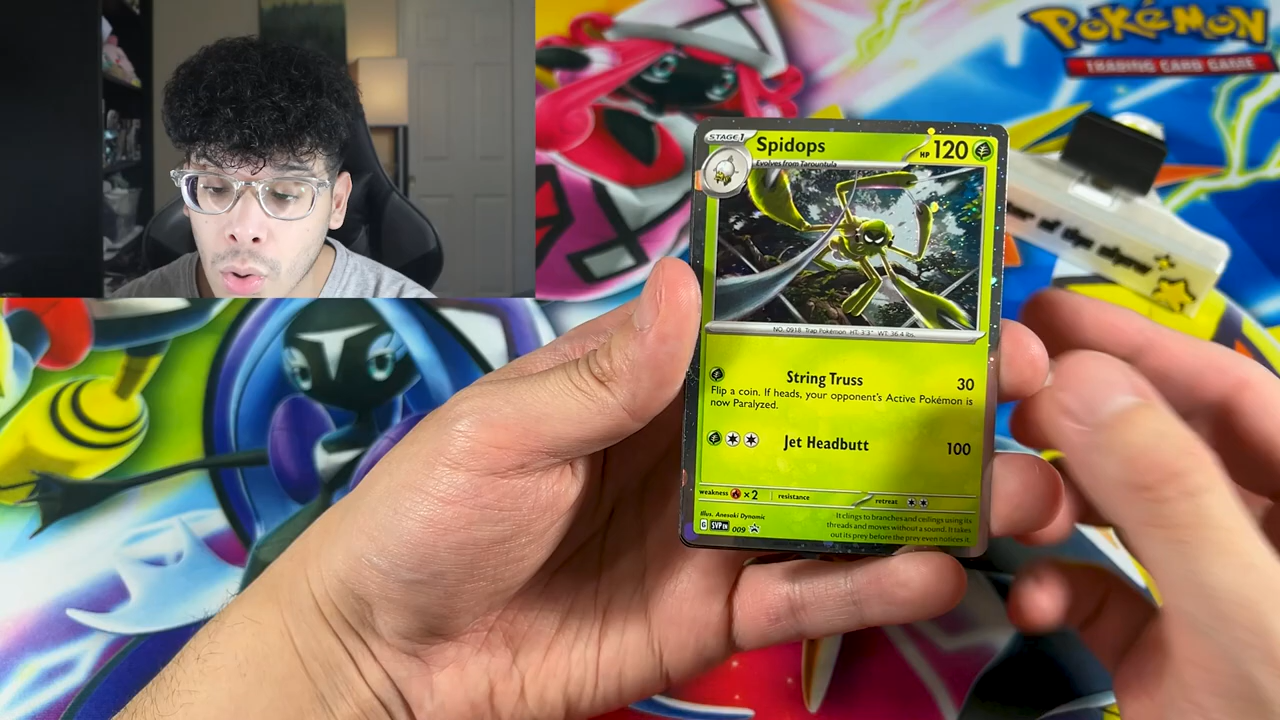 POKéMON
TRADING CARD GAME
STAGE 1
Spidops
HP 120
Evolves from Tarountula
of the
NO. 0918 Trap Pokémon HT: 3'3" WT: 36.4 lbs.
String Truss 30
Flip a coin. If heads, your opponent's Active Pokémon is
now Paralyzed.
Jet Headbutt 100
weakness ×2 resistance retreat
Illus. Anesaki Dynamic
G SVP EN 009
It clings to branches and ceilings using its
threads and moves without a sound. It takes
out its prey before the prey even notices it.